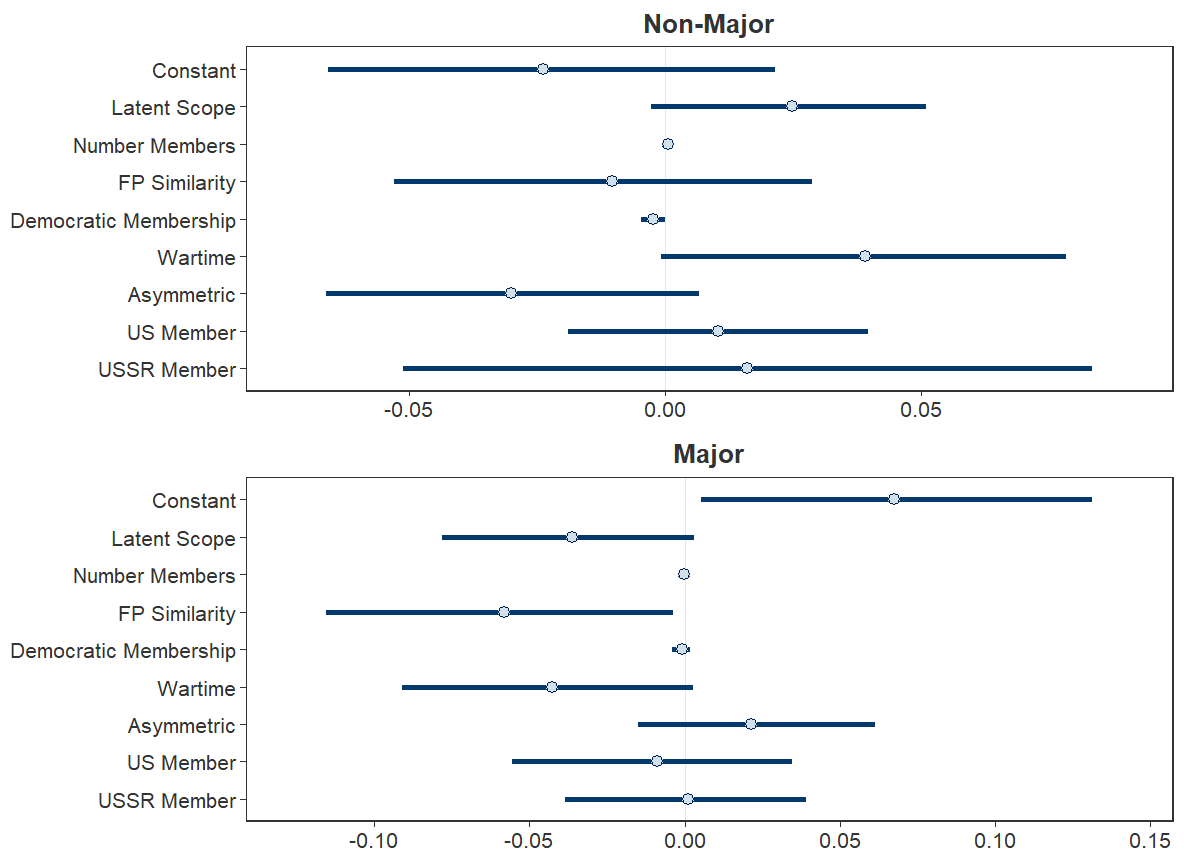 Non-Major
Constant
Latent Scope
Number Members
FP Similarity
Democratic Membership
Wartime
Asymmetric
US Member
USSR Member
-0.05 0.00 0.05
Major
Constant
Latent Scope
Number Members
FP Similarity
Democratic Membership
Wartime
Asymmetric
US Member
USSR Member
-0.10 -0.05 0.00 0.05 0.10 0.15